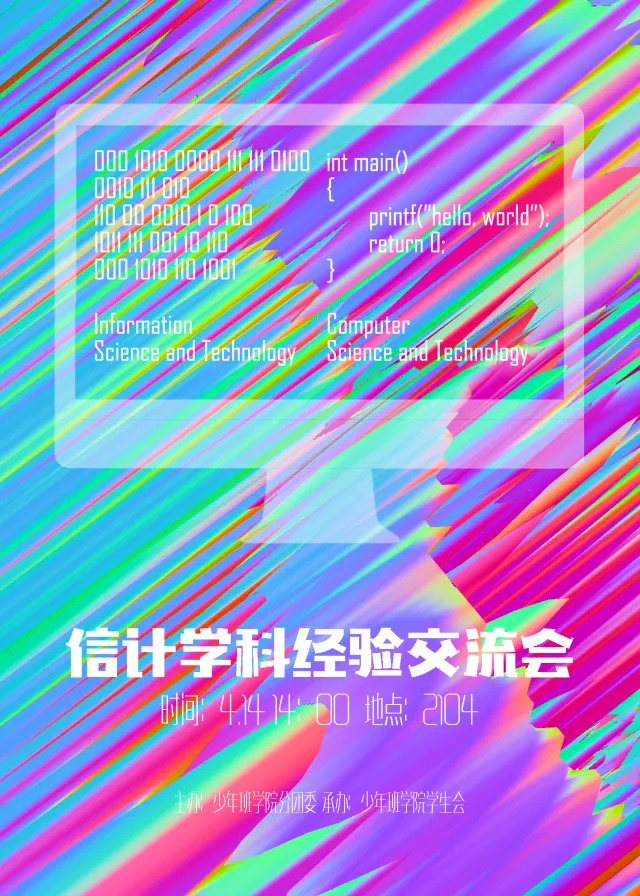 000 1010 0000 111 111 0100
0010 111 010
110 00 0010 1 0 100
1011 111 001 10 110
000 1010 110 1001
Information
Science and Technology
int main()
{
printf("hello, world");
return 0;
}
Computer
Science and Technology
信计学科经验交流会
时间: 4.14 14: 00 地点: 2104
主办: 少年班学院分团委 承办: 少年班学院学生会